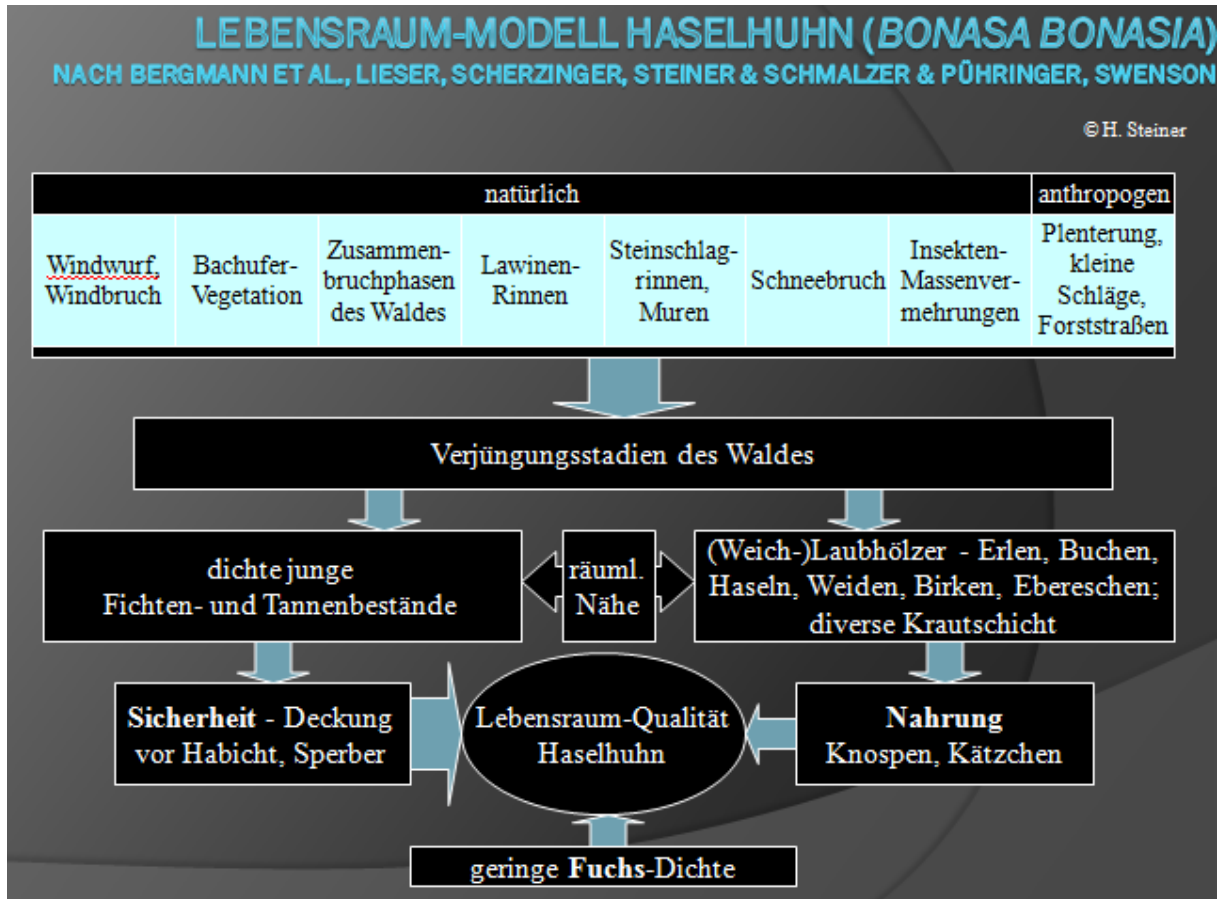 LEBENSRAUM-MODELL HASELHUHN (BONASA BONASIA)
NACH BERGMANN ET AL., LIESER, SCHERZINGER, STEINER & SCHMALZER & PÜHRINGER, SWENSON
© H. Steiner
natürlich
anthropogen
Windwurf,
Windbruch
Bachufer-
Vegetation
Zusammen-
bruchphasen
des Waldes
Lawinen-
Rinnen
Steinschlag-
rinnen,
Muren
Schneebruch
Insekten-
Massenver-
mehrungen
Plenterung,
kleine
Schläge,
Forststraßen
Verjüngungsstadien des Waldes
dichte junge
Fichten- und Tannenbestände
räuml.
Nähe
(Weich-)Laubhölzer - Erlen, Buchen,
Haseln, Weiden, Birken, Ebereschen;
diverse Krautschicht
Sicherheit - Deckung
vor Habicht, Sperber
Lebensraum-Qualität
Haselhuhn
Nahrung
Knospen, Kätzchen
geringe Fuchs-Dichte